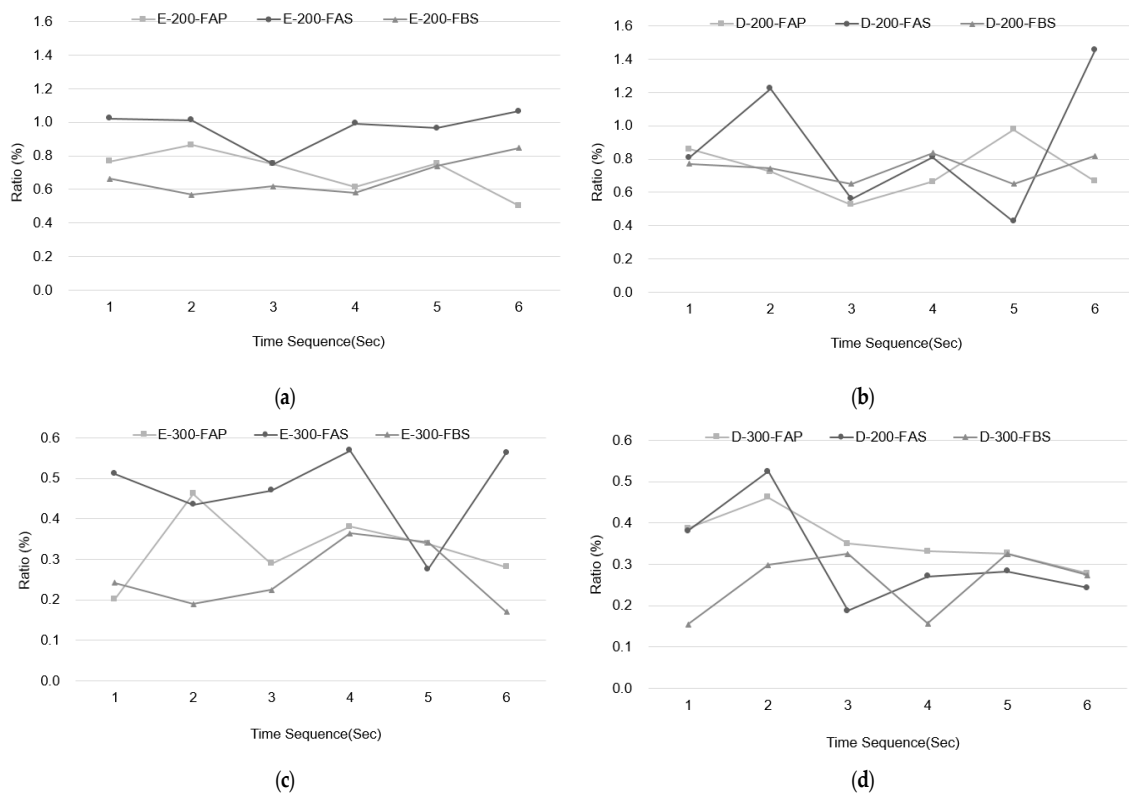 E-200-FAP E-200-FAS E-200-FBS
1.6
1.4
1.2
1.0
0.8
0.6
0.4
0.2
0.0
Ratio (%)
1 2 3 4 5 6
Time Sequence(Sec)
(a)
D-200-FAP D-200-FAS D-200-FBS
1.6
1.4
1.2
1.0
0.8
0.6
0.4
0.2
0.0
Ratio (%)
1 2 3 4 5 6
Time Sequence(Sec)
(b)
E-300-FAP E-300-FAS E-300-FBS
0.6
0.5
0.4
0.3
0.2
0.1
0.0
Ratio (%)
1 2 3 4 5 6
Time Sequence(Sec)
(c)
D-300-FAP D-200-FAS D-300-FBS
0.6
0.5
0.4
0.3
0.2
0.1
0.0
Ratio (%)
1 2 3 4 5 6
Time Sequence(Sec)
(d)